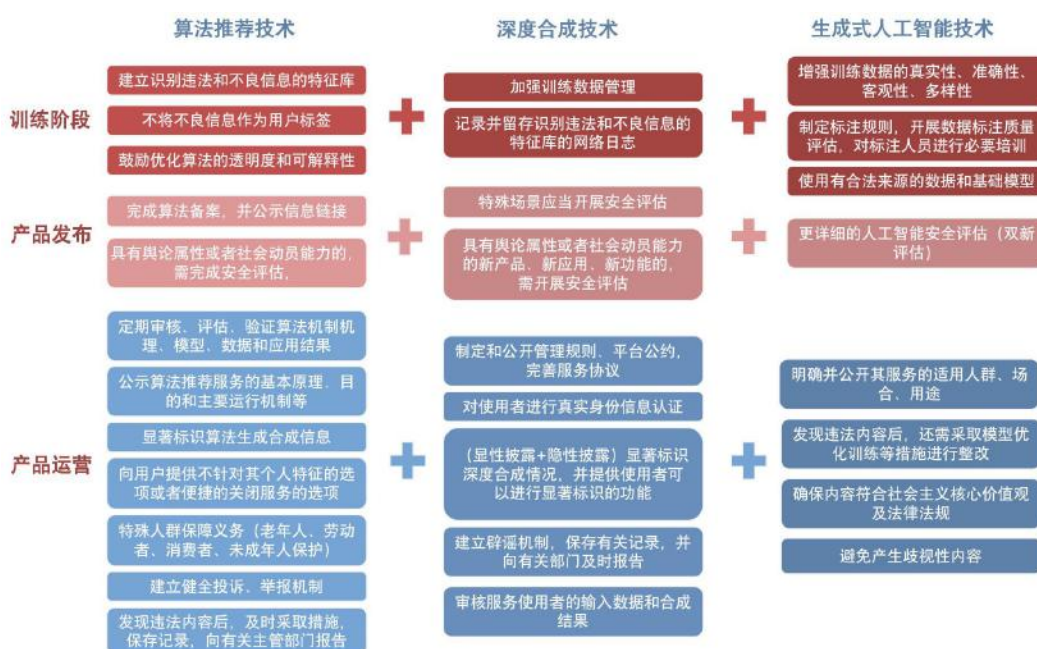 算法推荐技术
深度合成技术
生成式人工智能技术
训练阶段
建立识别违法和不良信息的特征库
不将不良信息作为用户标签
鼓励优化算法的透明度和可解释性
加强训练数据管理
记录并留存识别违法和不良信息的
特征库的网络日志
增强训练数据的真实性、准确性、
客观性、多样性
制定标注规则，开展数据标注质量
评估，对标注人员进行必要培训
使用有合法来源的数据和基础模型
产品发布
完成算法备案，并公示信息链接
具有舆论属性或者社会动员能力的，
需完成安全评估，
特殊场景应当开展安全评估
具有舆论属性或者社会动员能力
的新产品、新应用、新功能的，
需开展安全评估
更详细的人工智能安全评估（双新
评估）
产品运营
定期审核、评估、验证算法机制机
理、模型、数据和应用结果
公示算法推荐服务的基本原理、目
的和主要运行机制等
显著标识算法生成合成信息
向用户提供不针对其个人特征的选
项或者便捷的关闭服务的选项
特殊人群保障义务（老年人、劳动
者、消费者、未成年人保护）
建立健全投诉、举报机制
发现违法内容后，及时采取措施，
保存记录，向有关主管部门报告
制定和公开管理规则、平台公约，
完善服务协议
对使用者进行真实身份信息认证
（显性披露+隐性披露）显著标识
深度合成情况，并提供使用者可
以进行显著标识的功能
建立辟谣机制，保存有关记录，并
向有关部门及时报告
审核服务使用者的输入数据和合成
结果
明确并公开其服务的适用人群、场
合、用途
发现违法内容后，还需采取模型优
化训练等措施进行整改
确保内容符合社会主义核心价值观
及法律法规
避免产生歧视性内容